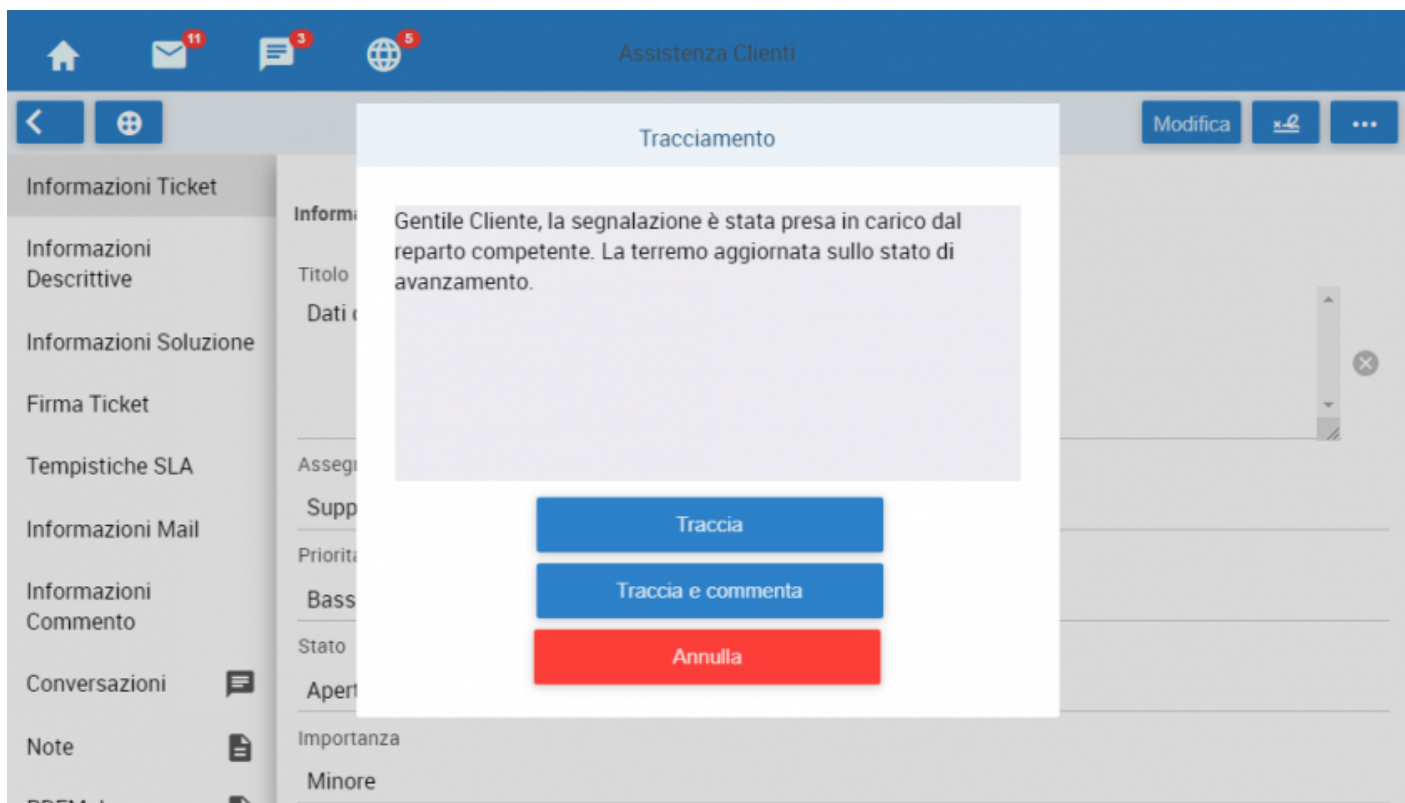 11
3
5
Assistenza Clienti
Modifica
Tracciamento
Informazioni Ticket
Informazioni
Descrittive
Informazioni Soluzione
Firma Ticket
Tempistiche SLA
Informazioni Mail
Informazioni
Commento
Conversazioni
Note
Titolo
Dati
Gentile Cliente, la segnalazione è stata presa in carico dal
reparto competente. La terremo aggiornata sullo stato di
avanzamento.
Traccia
Traccia e commenta
Annulla
Stato
Importanza
Minore